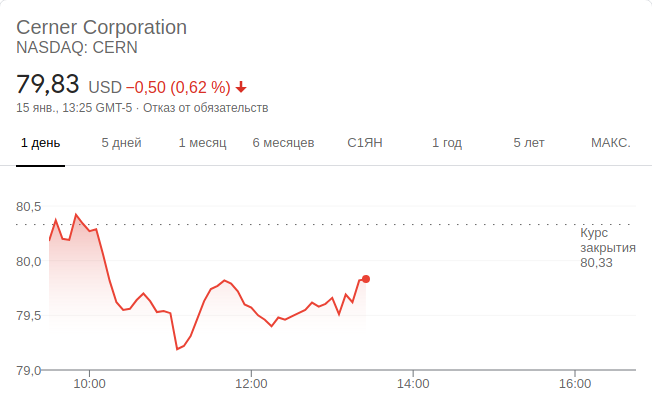 Cerner Corporation
NASDAQ: CERN
79,83 USD −0,50 (0,62 %)
15 янв., 13:25 GMT-5 · Отказ от обязательств
1 день 5 дней 1 месяц 6 месяцев С1ЯН 1 год 5 лет МАКС.
80,5
Курс
закрытия
80,33
80,0
79,5
79,0
10:00 12:00 14:00 16:00